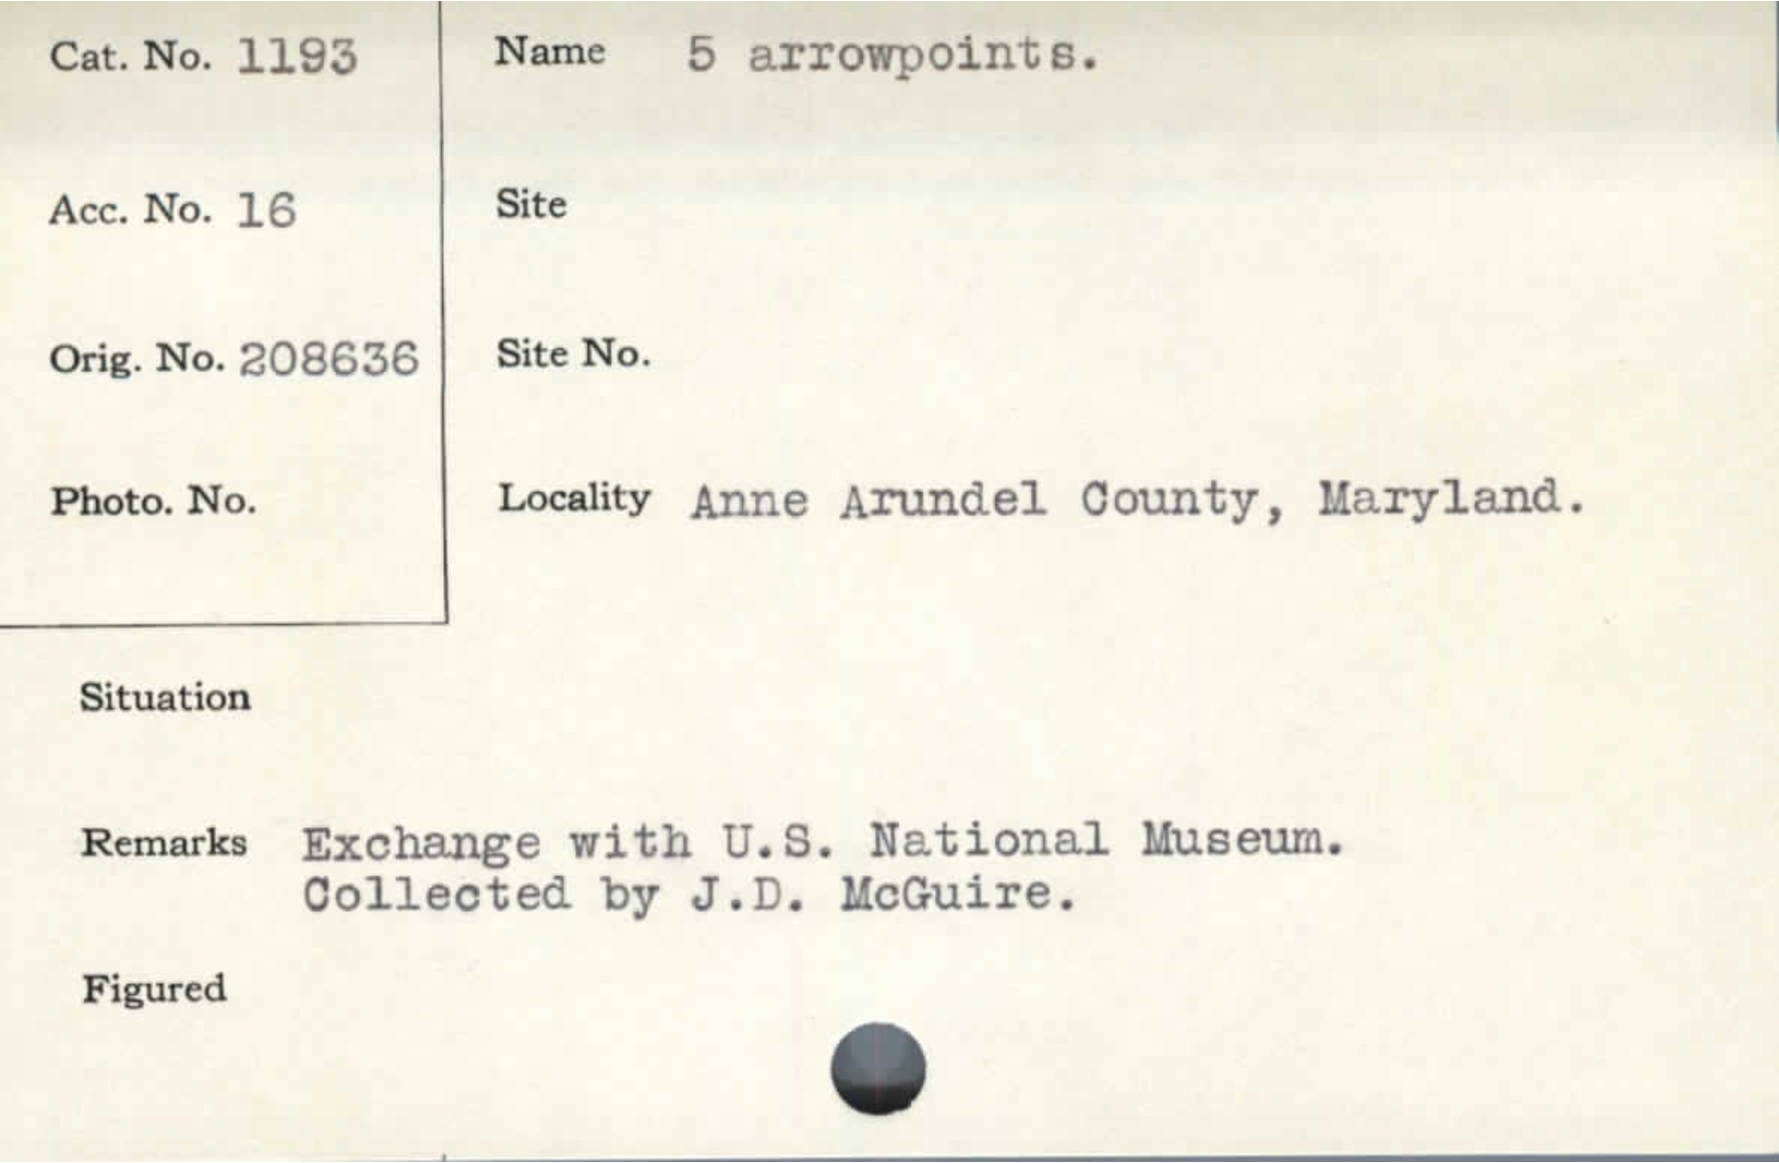 Cat. No. 1193
Name 5 arrowpoints.
Acc. No. 16
Site
Orig. No. 208636
Site No.
Photo. No.
Locality Anne Arundel County, Maryland.
Situation
Remarks Exchange with U.S. National Museum.
Collected by J.D. McGuire.
Figured